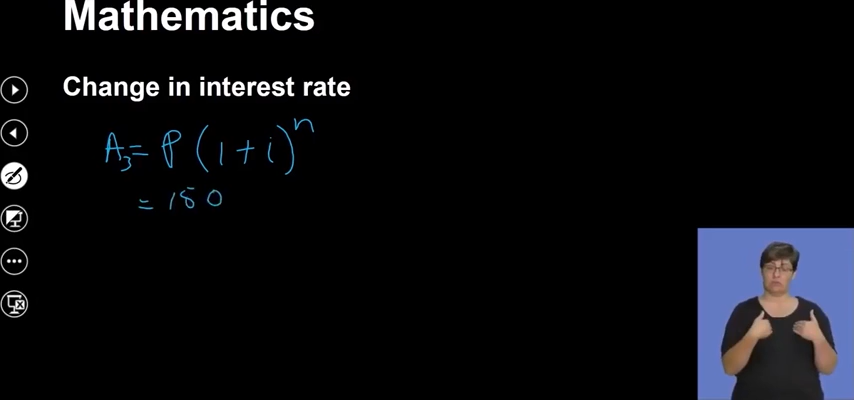 Mathematics
Change in interest rate
A₃ = P(1+i)ⁿ
= 150